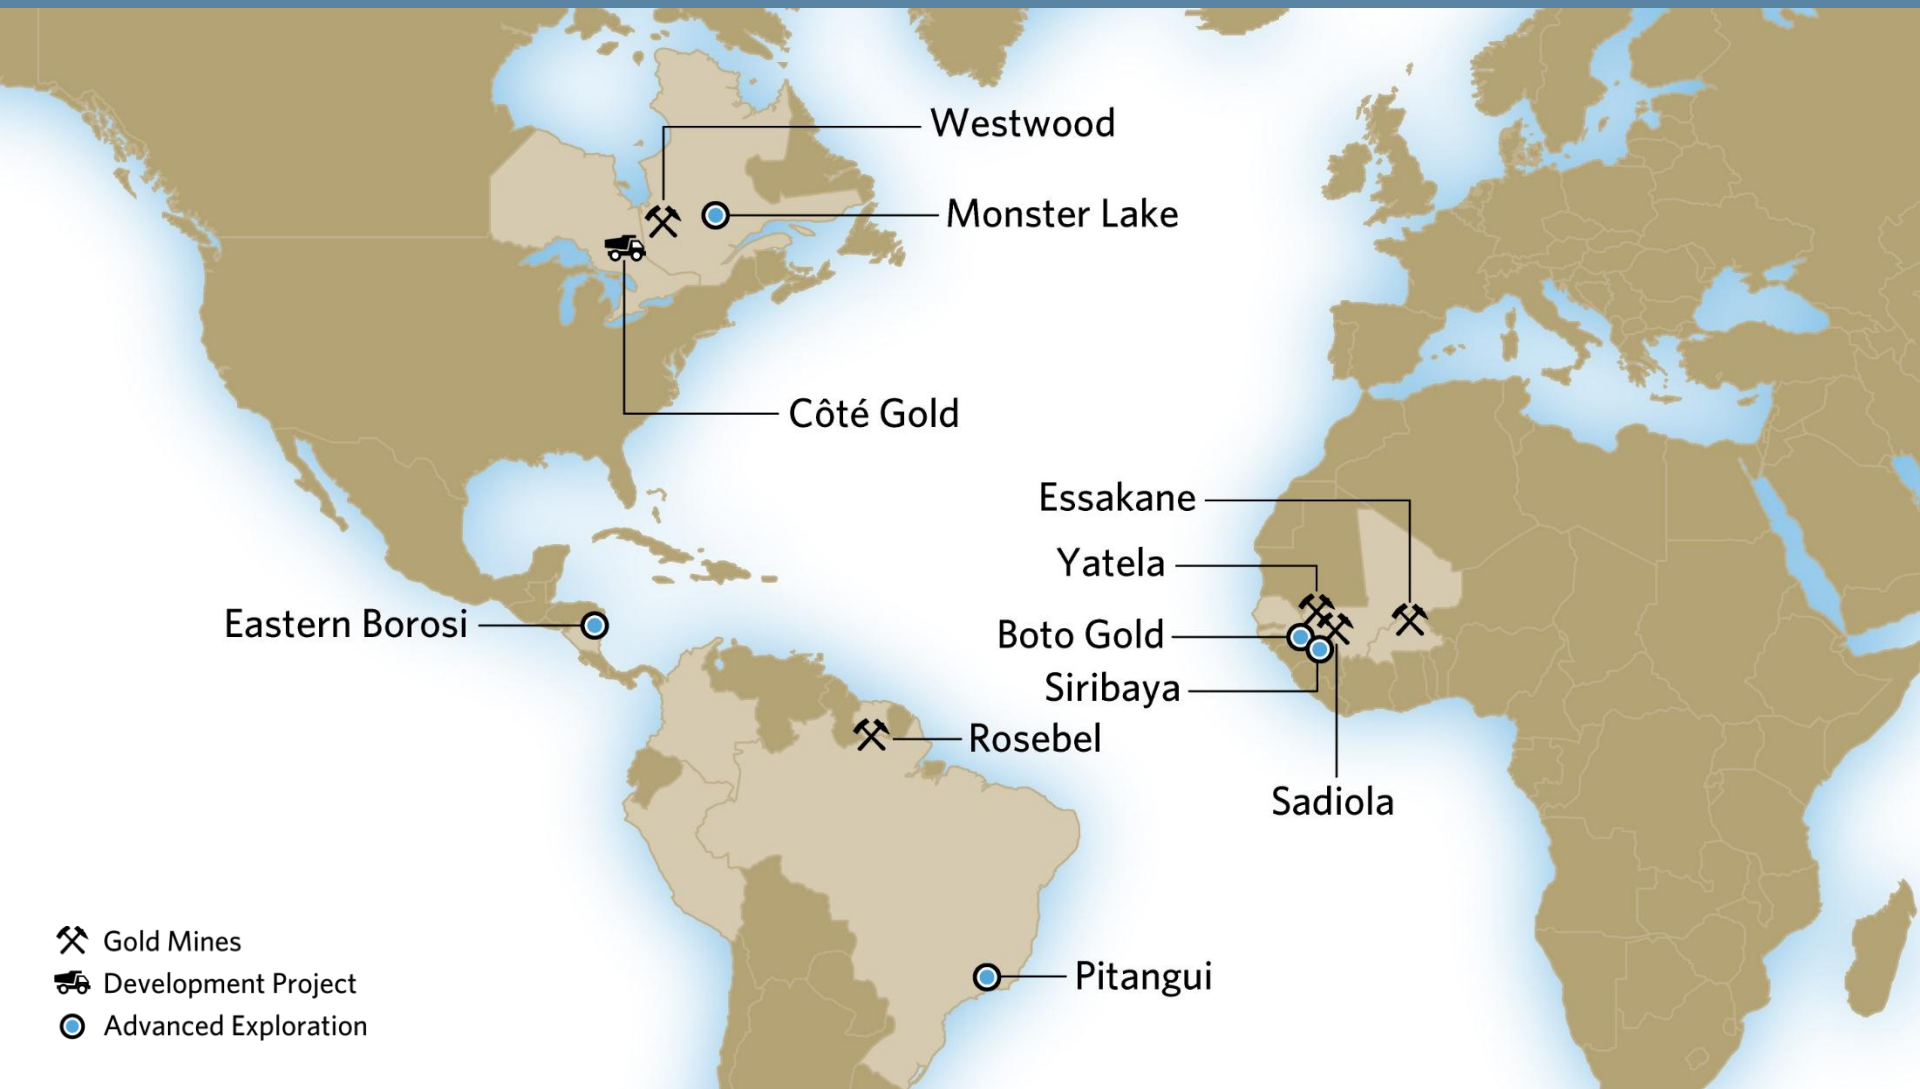 Westwood
Monster Lake
Côté Gold
Essakane
Yatela
Eastern Borosi
Boto Gold
Siribaya
Rosebel
Sadiola
Pitangui
Gold Mines
Development Project
Advanced Exploration